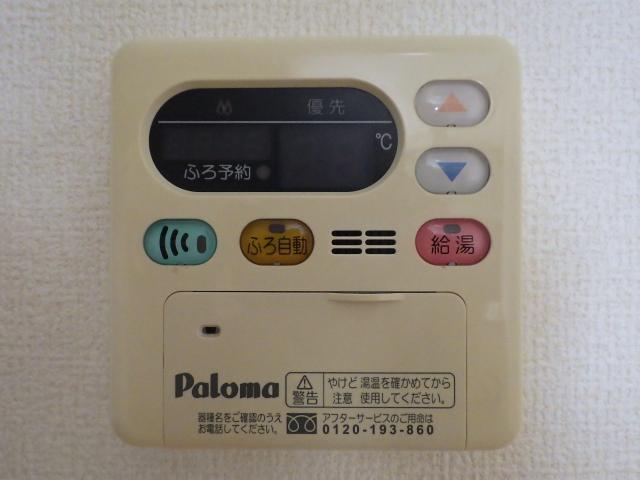 優先
℃
ふろ予約
ふろ自動
給湯
Paloma
警告
やけど 湯温を確かめてから
注意 使用してください。
器種名をご確認のうえ
お電話してください。
アフターサービスのご用命は
0120-193-860